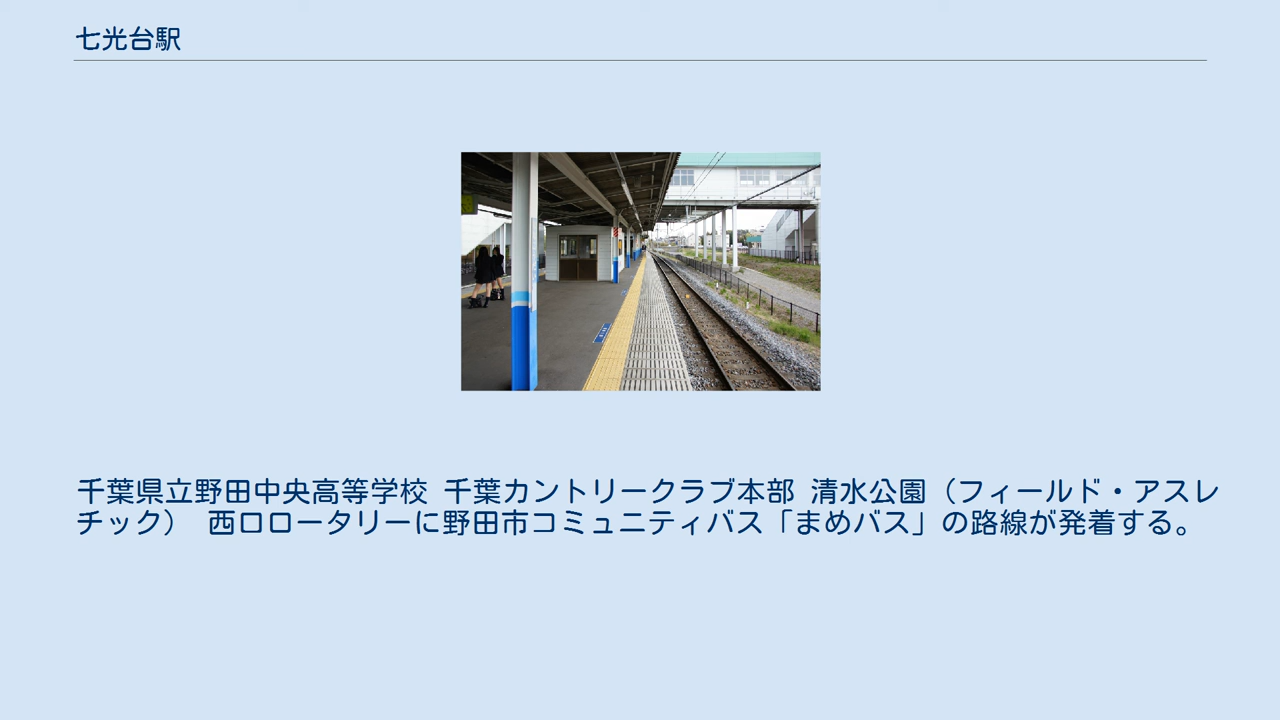 七光台駅
千葉県立野田中央高等学校 千葉カントリークラブ本部 清水公園（フィールド・アスレ
チック） 西口ロータリーに野田市コミュニティバス「まめバス」の路線が発着する。